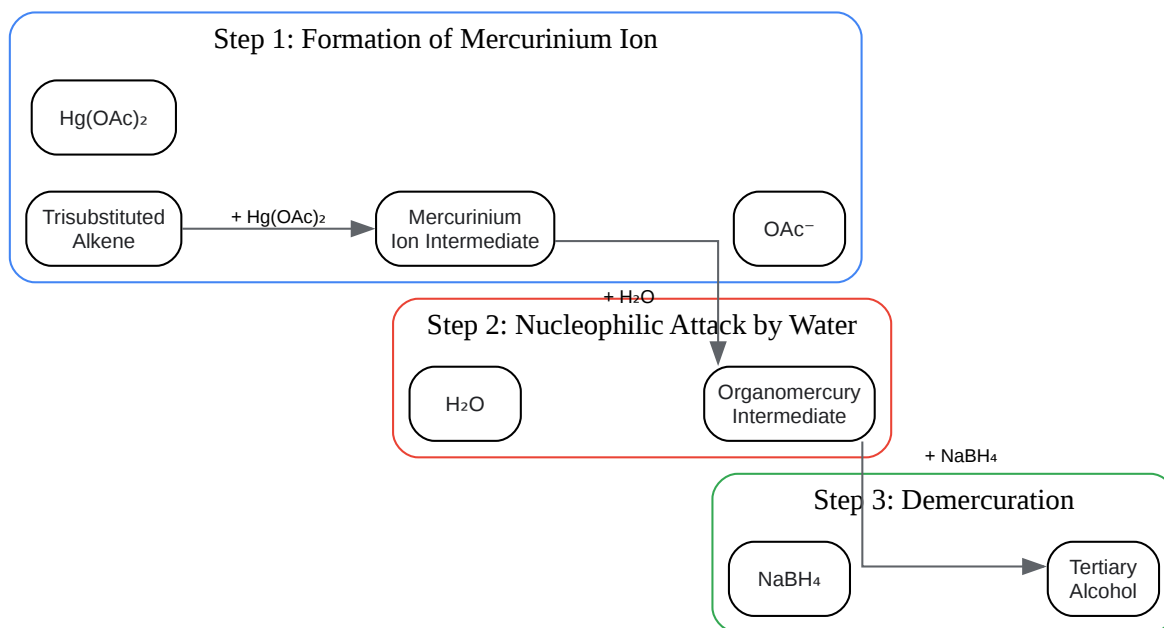 Step 1: Formation of Mercurinium Ion
Hg(OAc)₂
Trisubstituted
Alkene
+ Hg(OAc)₂
Mercurinium
Ion Intermediate
OAc⁻
+ H₂O
Step 2: Nucleophilic Attack by Water
H₂O
Organomercury
Intermediate
+ NaBH₄
Step 3: Demercuration
NaBH₄
Tertiary
Alcohol